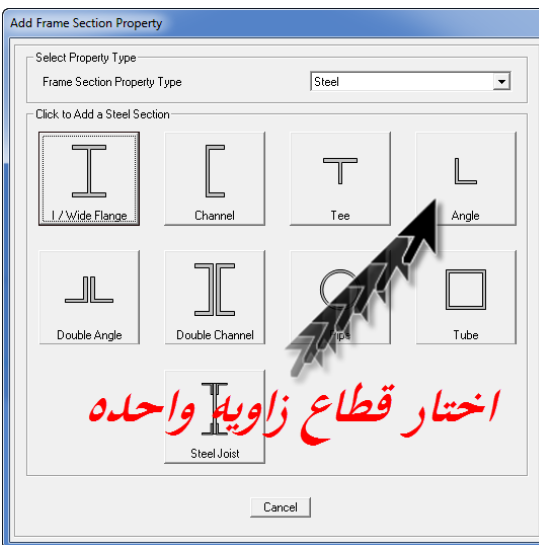 Add Frame Section Property
Select Property Type
Frame Section Property Type
Steel
Click to Add a Steel Section
I / Wide Flange
Channel
Tee
Angle
Double Angle
Double Channel
Pipe
Tube
اختار قطاع زاويه واحده
Steel Joist
Cancel